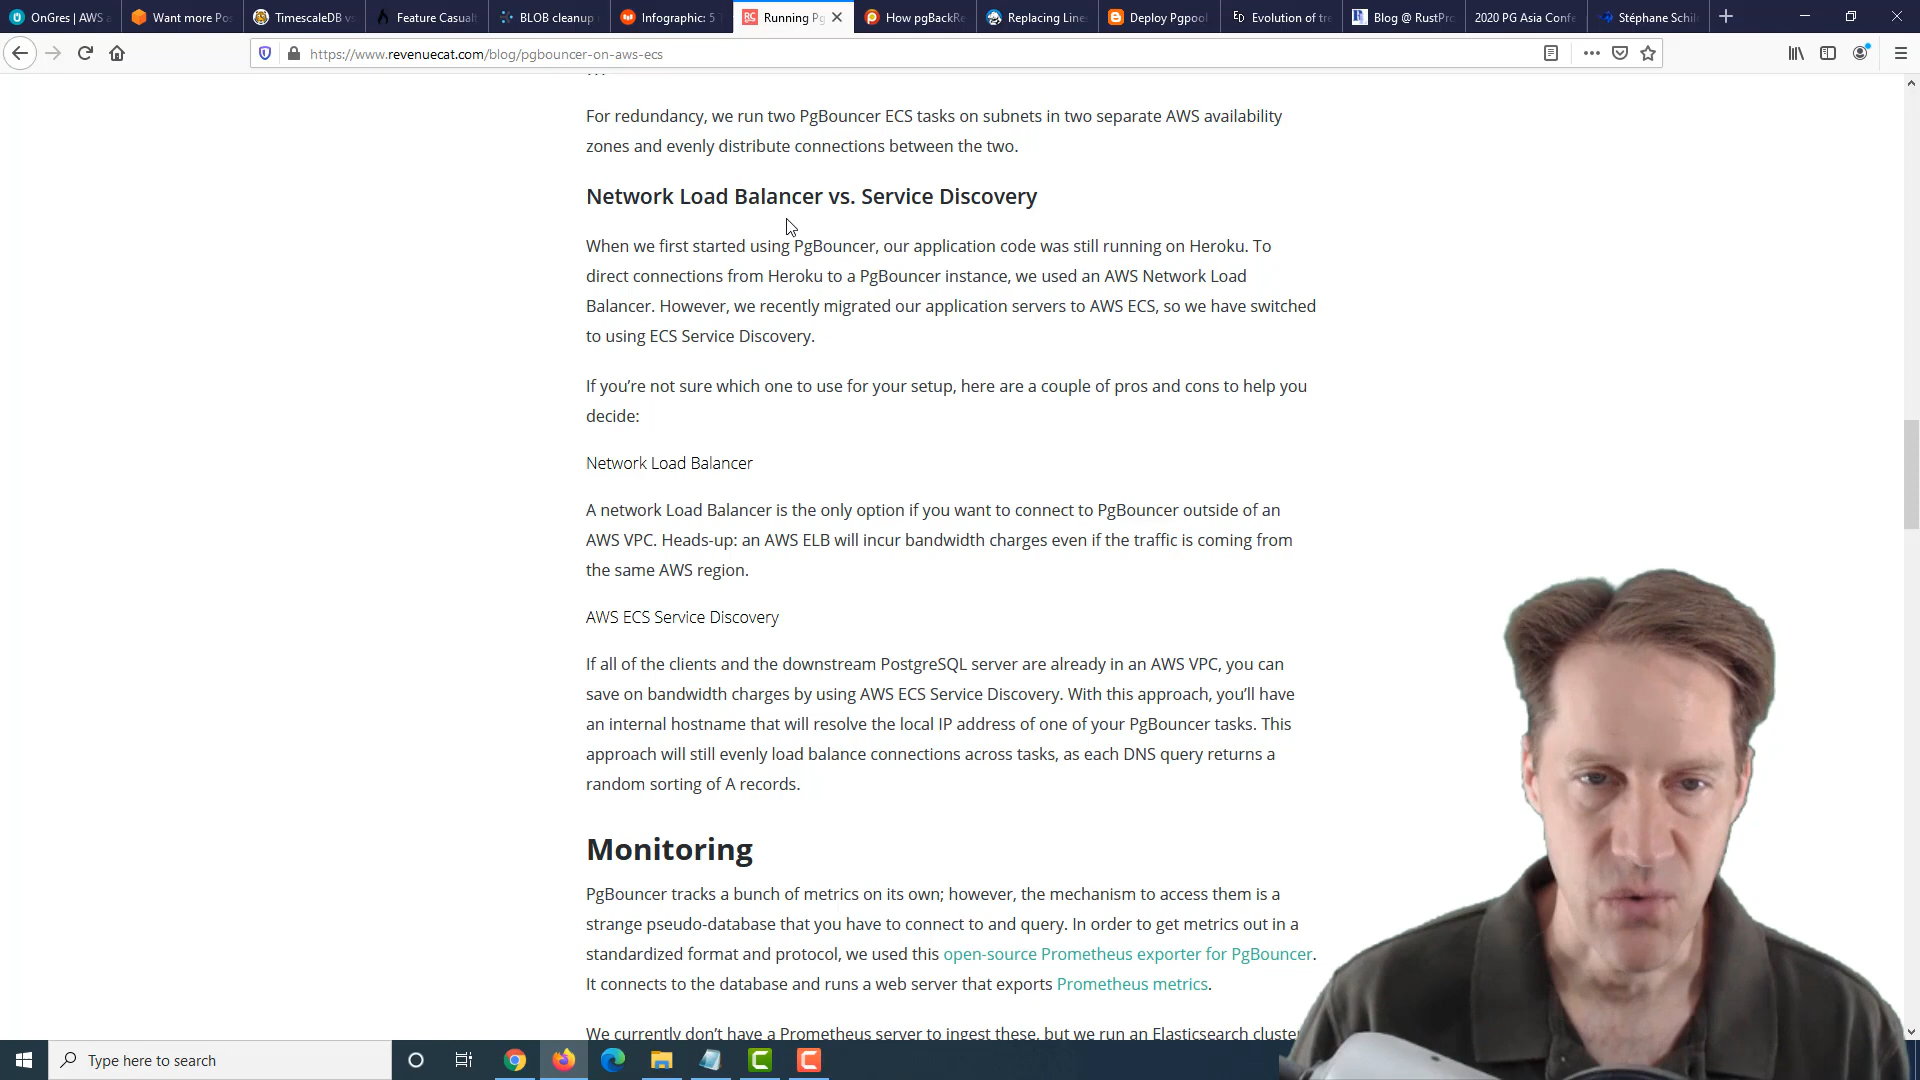 OnGres | AWS a
Want more Pos
TimescaleDB vs
Feature Casualt
BLOB cleanup
Infographic: 5 T
Running Pg
How pgBackRe
Replacing Lines
Deploy Pgpool
Evolution of tre
Blog @ RustPro
2020 PG Asia Confe
Stéphane Schil
https://www.revenuecat.com/blog/pgbouncer-on-aws-ecs
For redundancy, we run two PgBouncer ECS tasks on subnets in two separate AWS availability
zones and evenly distribute connections between the two.
Network Load Balancer vs. Service Discovery
When we first started using PgBouncer, our application code was still running on Heroku. To
direct connections from Heroku to a PgBouncer instance, we used an AWS Network Load
Balancer. However, we recently migrated our application servers to AWS ECS, so we have switched
to using ECS Service Discovery.
If you're not sure which one to use for your setup, here are a couple of pros and cons to help you
decide:
Network Load Balancer
A network Load Balancer is the only option if you want to connect to PgBouncer outside of an
AWS VPC. Heads-up: an AWS ELB will incur bandwidth charges even if the traffic is coming from
the same AWS region.
AWS ECS Service Discovery
If all of the clients and the downstream PostgreSQL server are already in an AWS VPC, you can
save on bandwidth charges by using AWS ECS Service Discovery. With this approach, you'll have
an internal hostname that will resolve the local IP address of one of your PgBouncer tasks. This
approach will still evenly load balance connections across tasks, as each DNS query returns a
random sorting of A records.
Monitoring
PgBouncer tracks a bunch of metrics on its own; however, the mechanism to access them is a
strange pseudo-database that you have to connect to and query. In order to get metrics out in a
standardized format and protocol, we used this open-source Prometheus exporter for PgBouncer.
It connects to the database and runs a web server that exports Prometheus metrics.
We currently don't have a Prometheus server to ingest these, but we run an Elasticsearch cluster
Type here to search